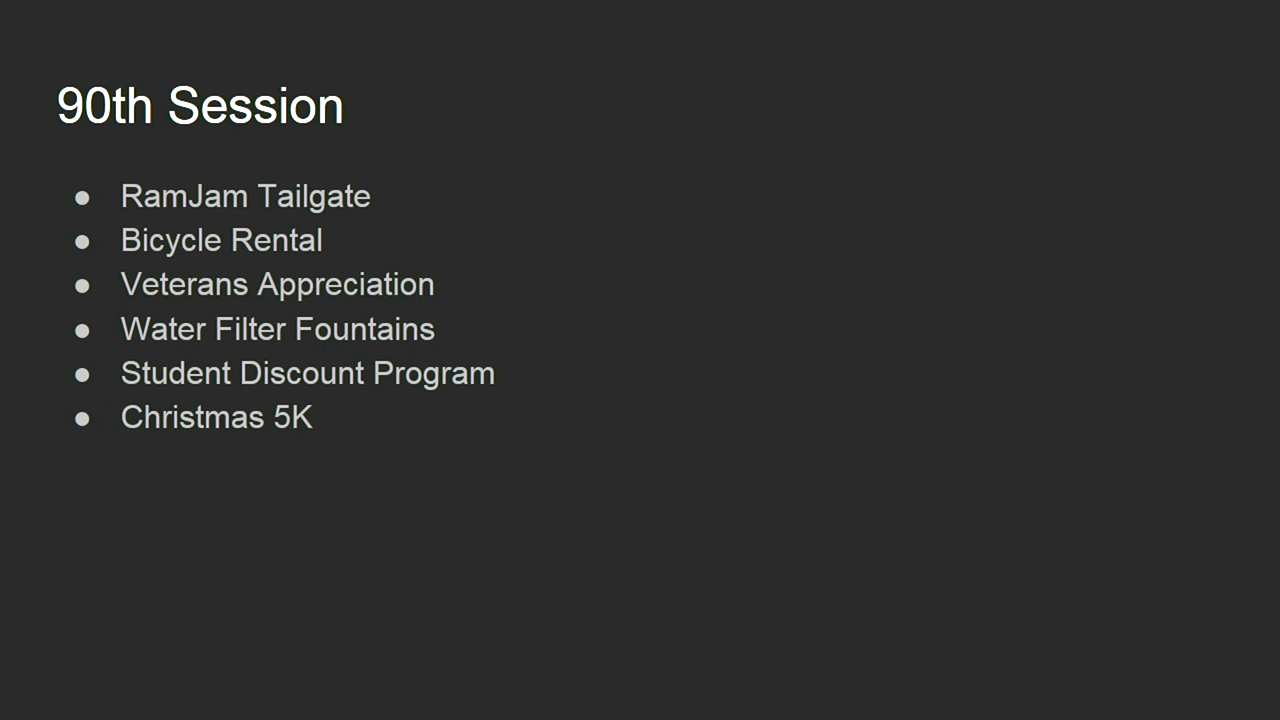 90th Session
● RamJam Tailgate
● Bicycle Rental
● Veterans Appreciation
● Water Filter Fountains
● Student Discount Program
● Christmas 5K